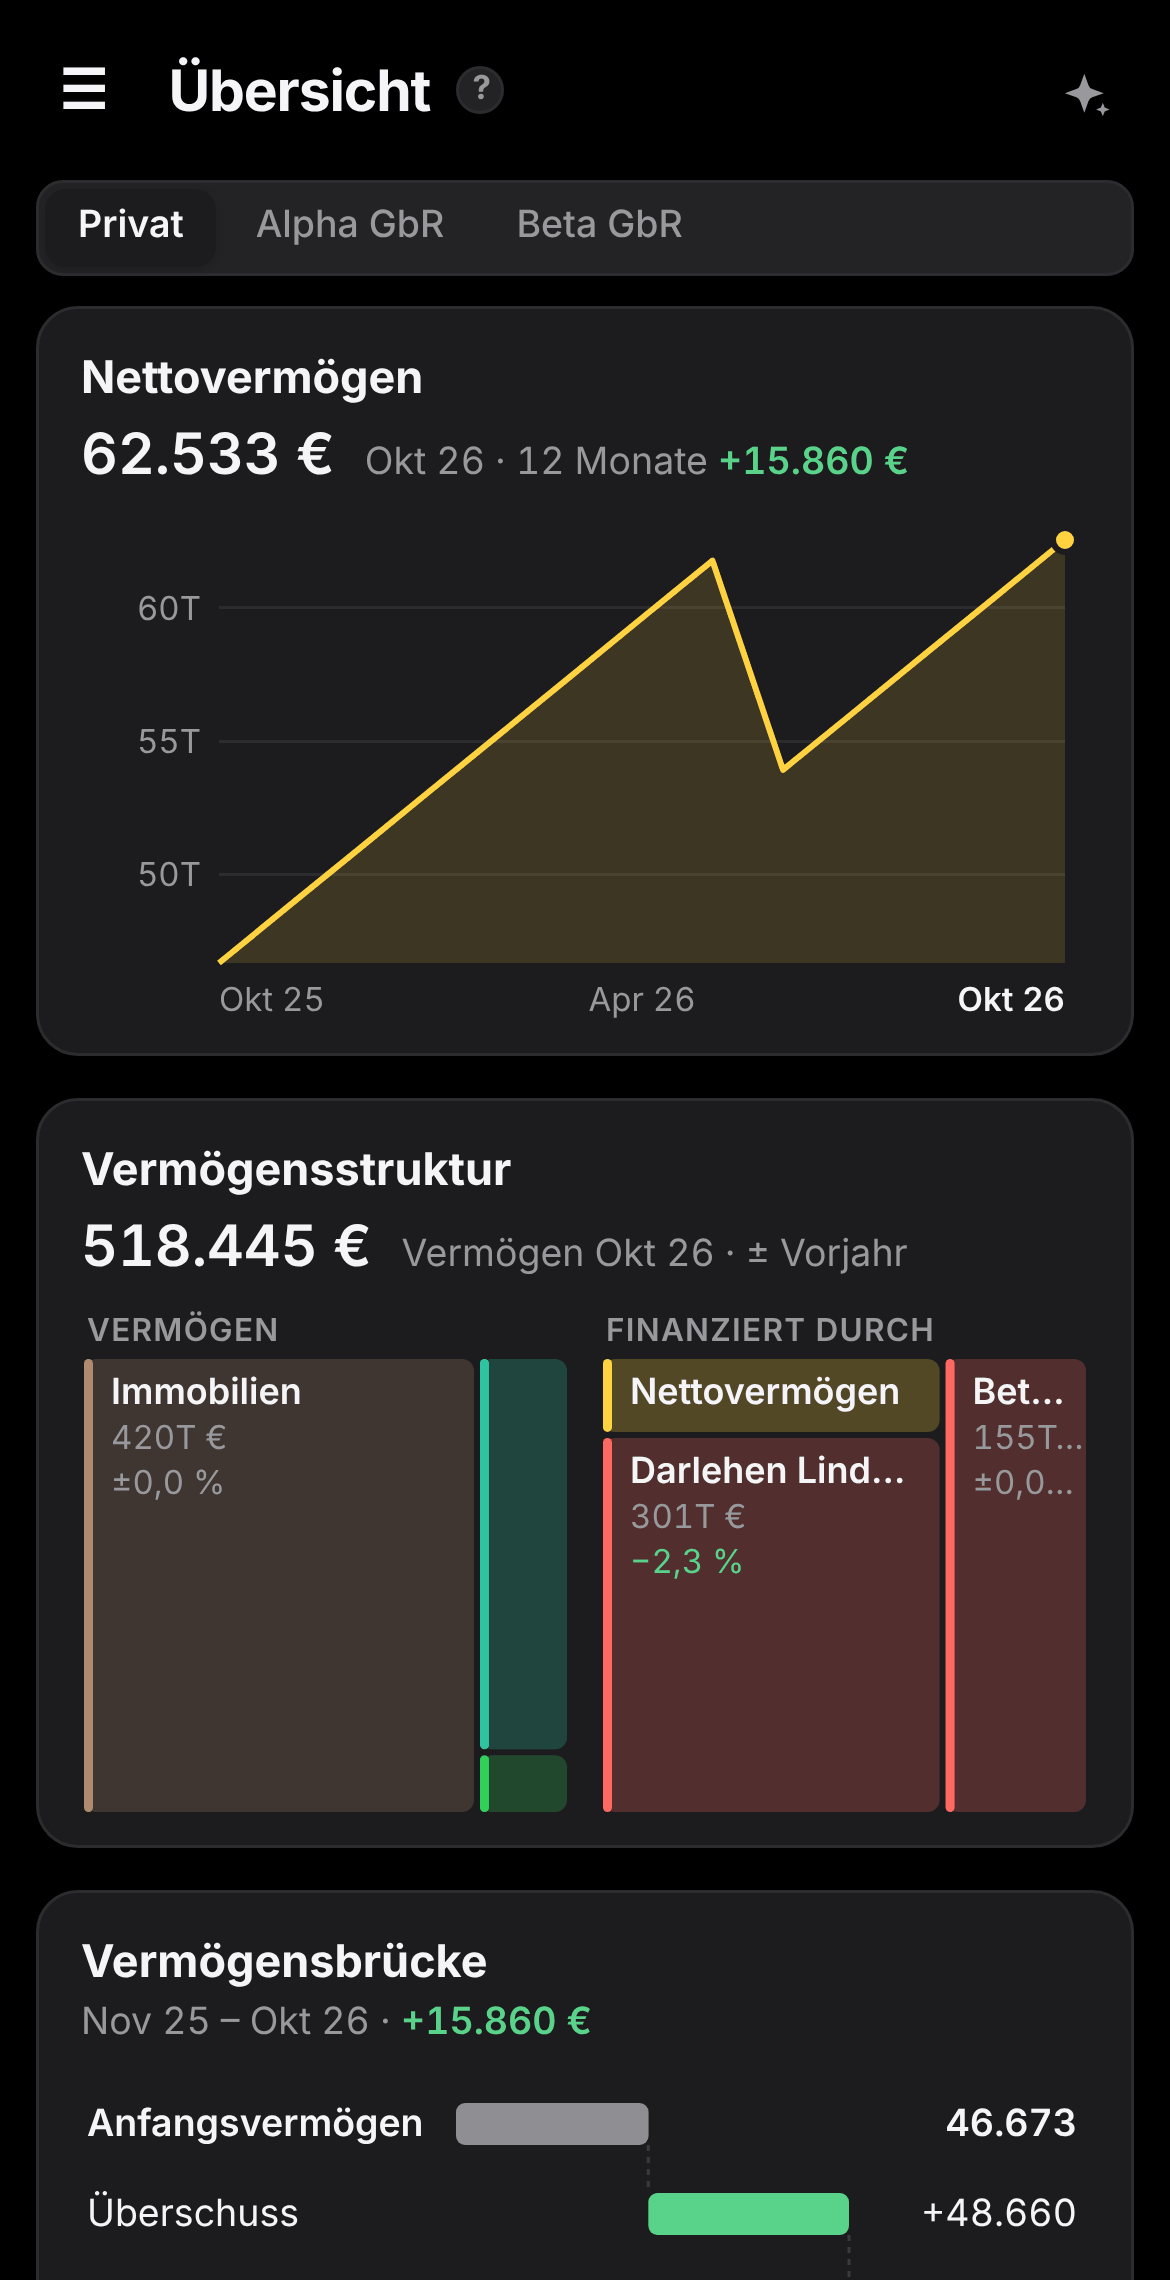 Übersicht ?
Privat Alpha GbR Beta GbR
Nettovermögen
62.533 € Okt 26 · 12 Monate +15.860 €
60T
55T
50T
Okt 25 Apr 26 Okt 26
Vermögensstruktur
518.445 € Vermögen Okt 26 · ± Vorjahr
VERMÖGEN
Immobilien
420T €
±0,0 %
FINANZIERT DURCH
Nettovermögen
Darlehen Lind...
301T €
−2,3 %
Bet...
155T...
±0,0...
Vermögensbrücke
Nov 25 – Okt 26 · +15.860 €
Anfangsvermögen 46.673
Überschuss +48.660